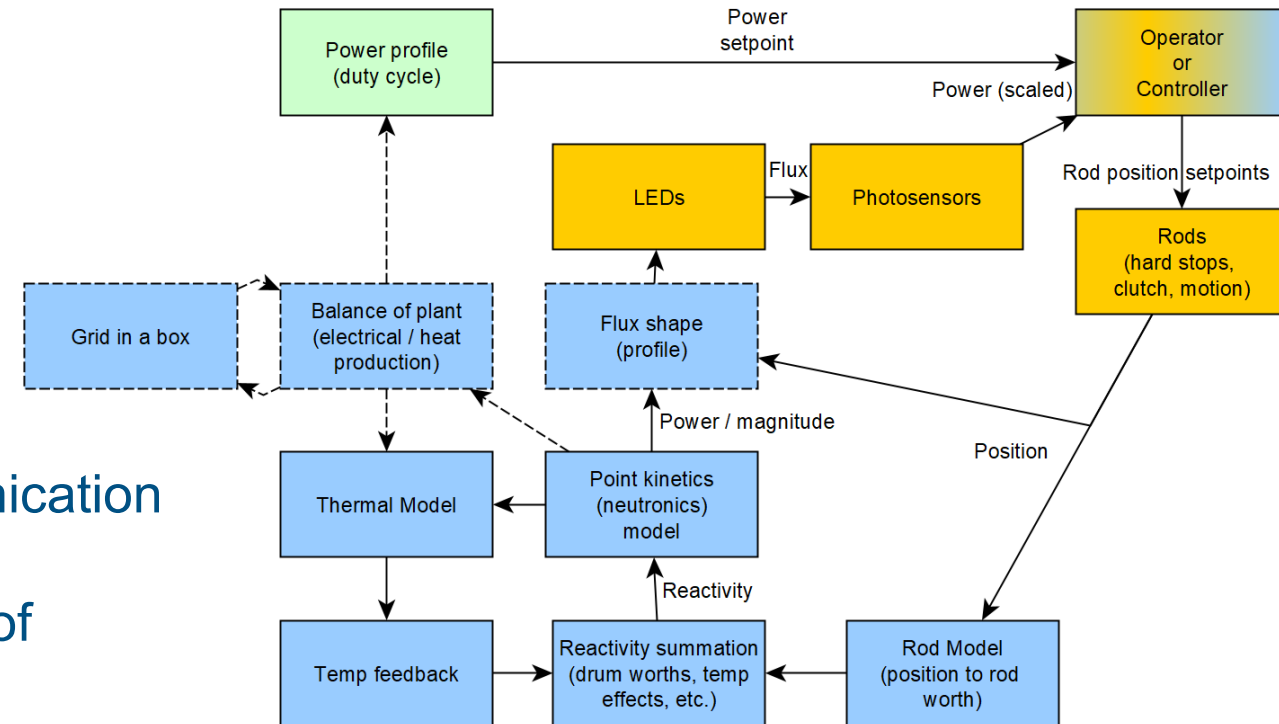 Power
setpoint
Power profile
(duty cycle)
Operator
or
Controller
Power (scaled)
LEDs
Flux
Photosensors
Rod position setpoints
Rods
(hard stops,
clutch, motion)
Grid in a box
Balance of plant
(electrical / heat
production)
Flux shape
(profile)
Power / magnitude
Position
nication
Thermal Model
Point kinetics
(neutronics)
model
Reactivity
of
Temp feedback
Reactivity summation
(drum worths, temp
effects, etc.)
Rod Model
(position to rod
worth)